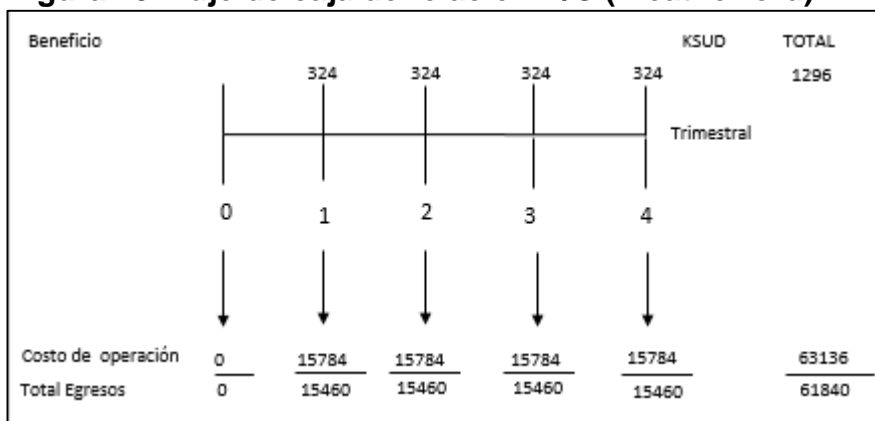 Beneficio KSUD TOTAL
324 324 324 324 1296
Trimestral
0 1 2 3 4
Costo de operación 0 15784 15784 15784 15784 63136
Total Egresos 0 15460 15460 15460 15460 61840